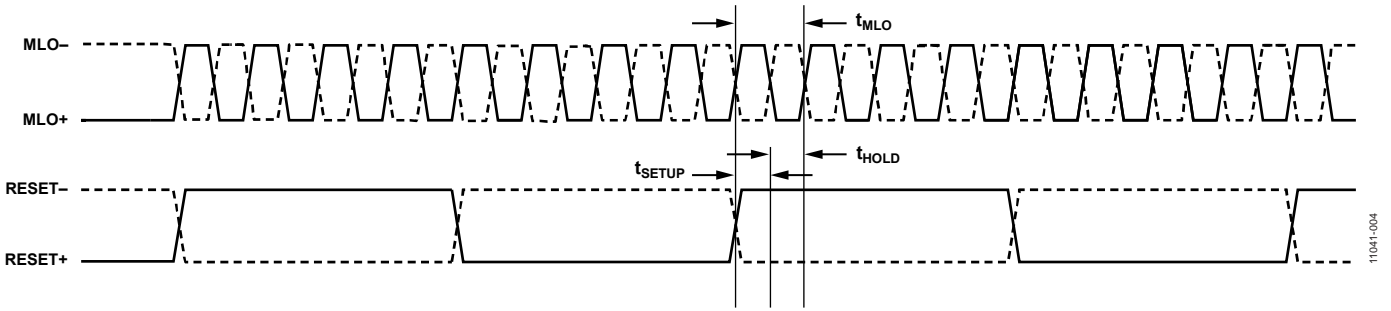 tMLO
MLO–
MLO+
tHOLD
tSETUP
RESET–
RESET+
11041-004